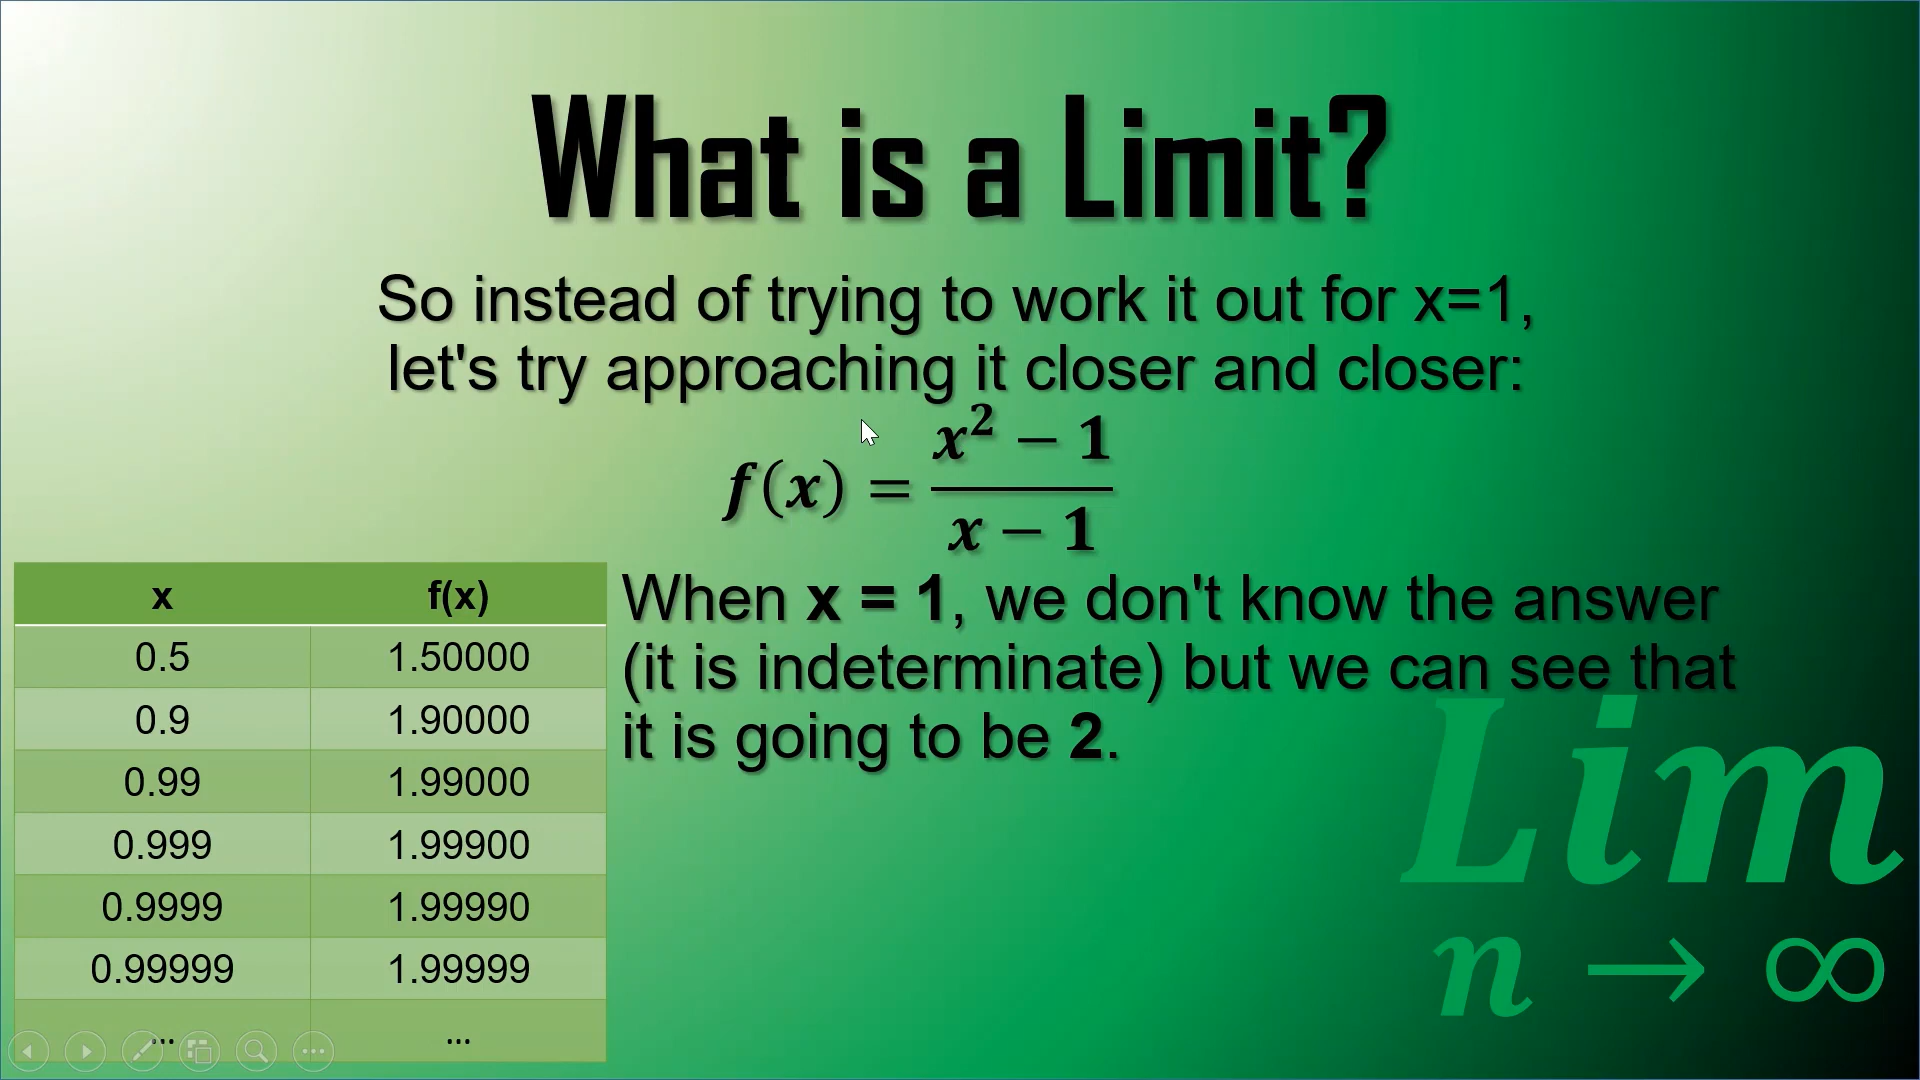 What is a Limit?
So instead of trying to work it out for x=1,
let's try approaching it closer and closer:
f(x) = (x² − 1)/(x − 1)
x f(x)
0.5 1.50000
0.9 1.90000
0.99 1.99000
0.999 1.99900
0.9999 1.99990
0.99999 1.99999
... ...
When x = 1, we don't know the answer
(it is indeterminate) but we can see that
it is going to be 2.
Lim
n → ∞